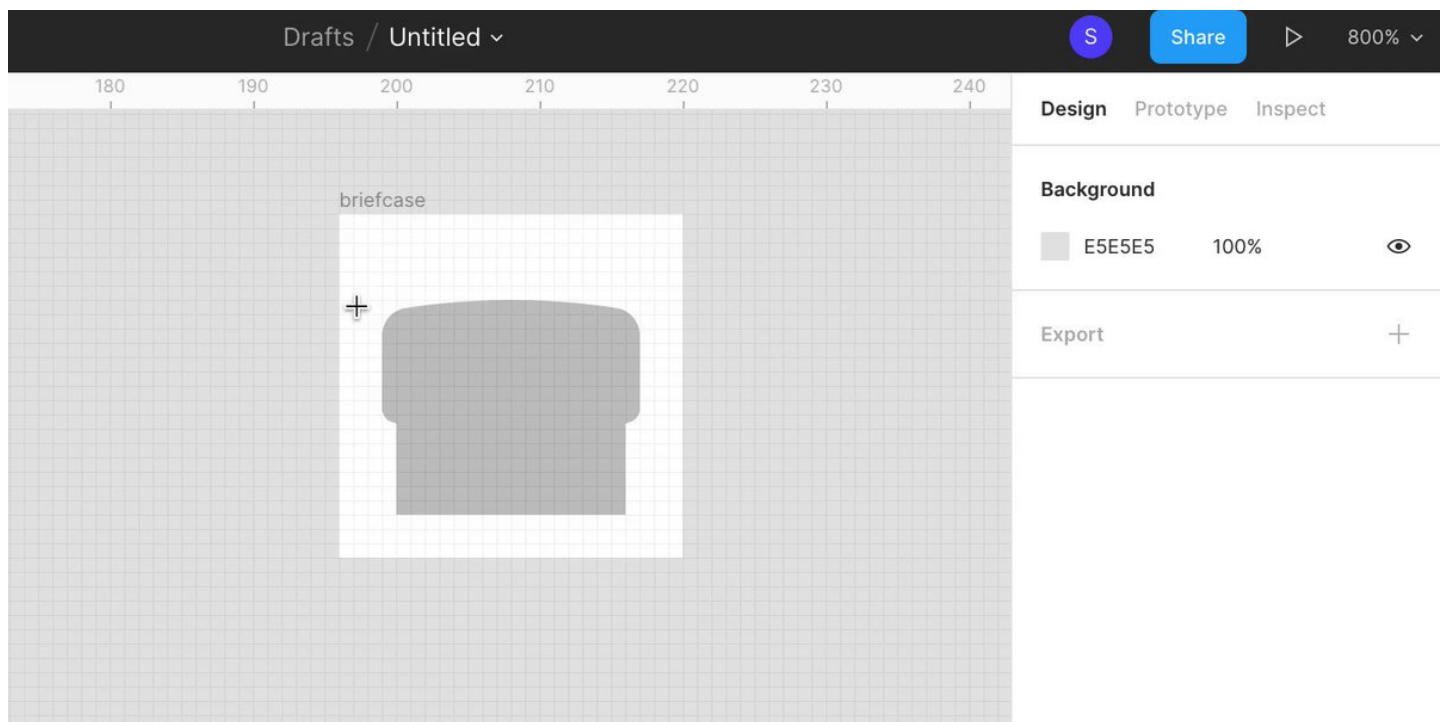 Drafts / Untitled
S
Share
800%
180 190 200 210 220 230 240
Design Prototype Inspect
Background
E5E5E5 100%
Export
briefcase